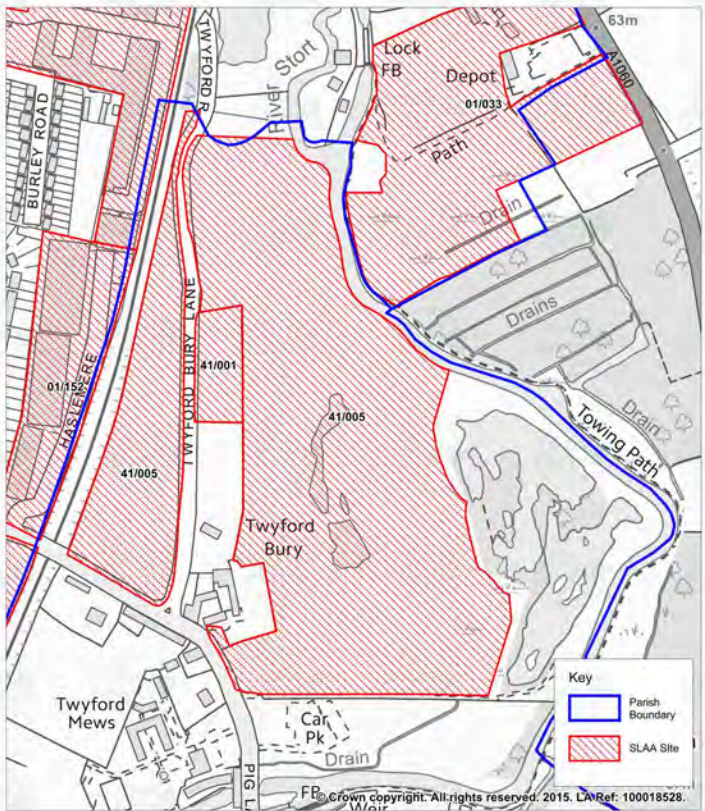 TWYFORD R
River Stort
Lock
FB
Depot
63m
A1060
01/033
Path
BURLEY ROAD
Drain
Drains
TWYFORD BURY LANE
41/001
01/152
HASLEMERE
41/005
41/005
Towing Path
Drain
Twyford
Bury
Twyford
Mews
Car
Pk
Drain
PIG L
FB
Weir
Key
Parish
Boundary
SLAA Site
© Crown copyright. All rights reserved. 2015. LA Ref: 100018528.